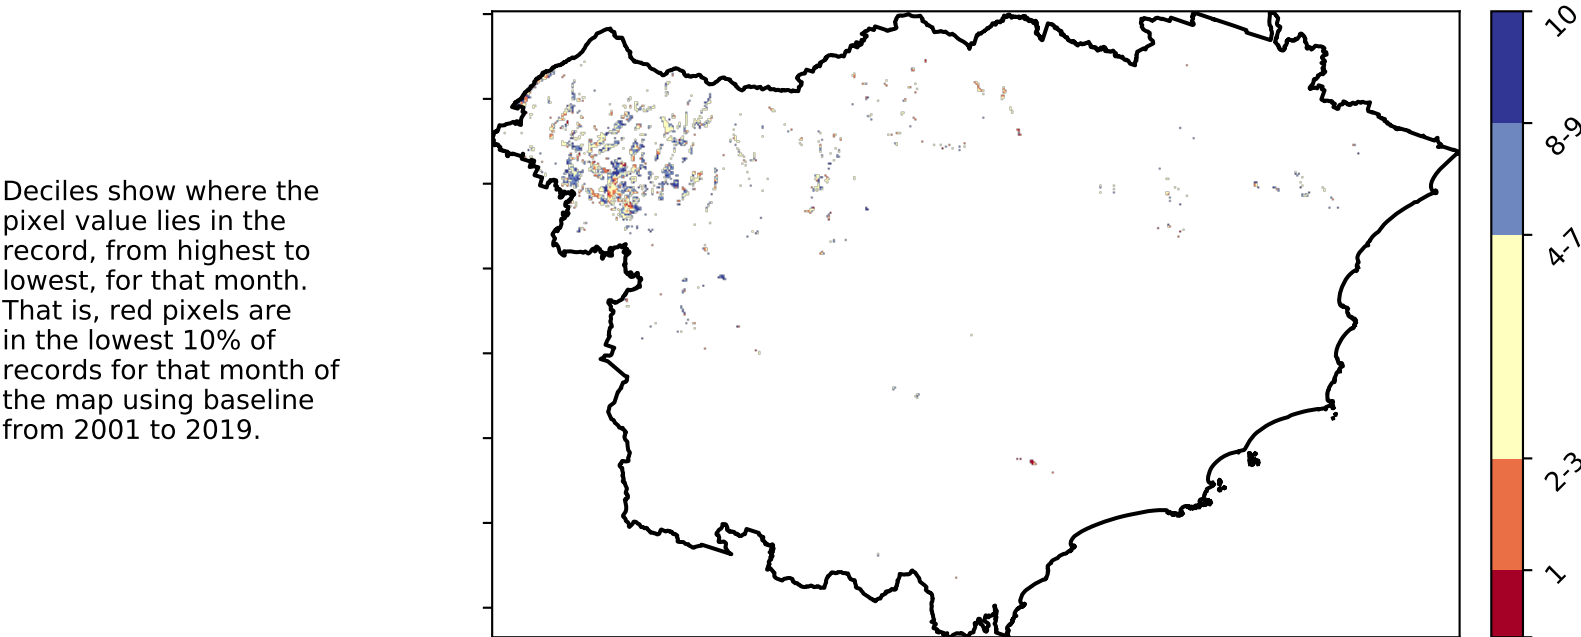 Deciles show where the
pixel value lies in the
record, from highest to
lowest, for that month.
That is, red pixels are
in the lowest 10% of
records for that month of
the map using baseline
from 2001 to 2019.
10
8-9
4-7
2-3
1